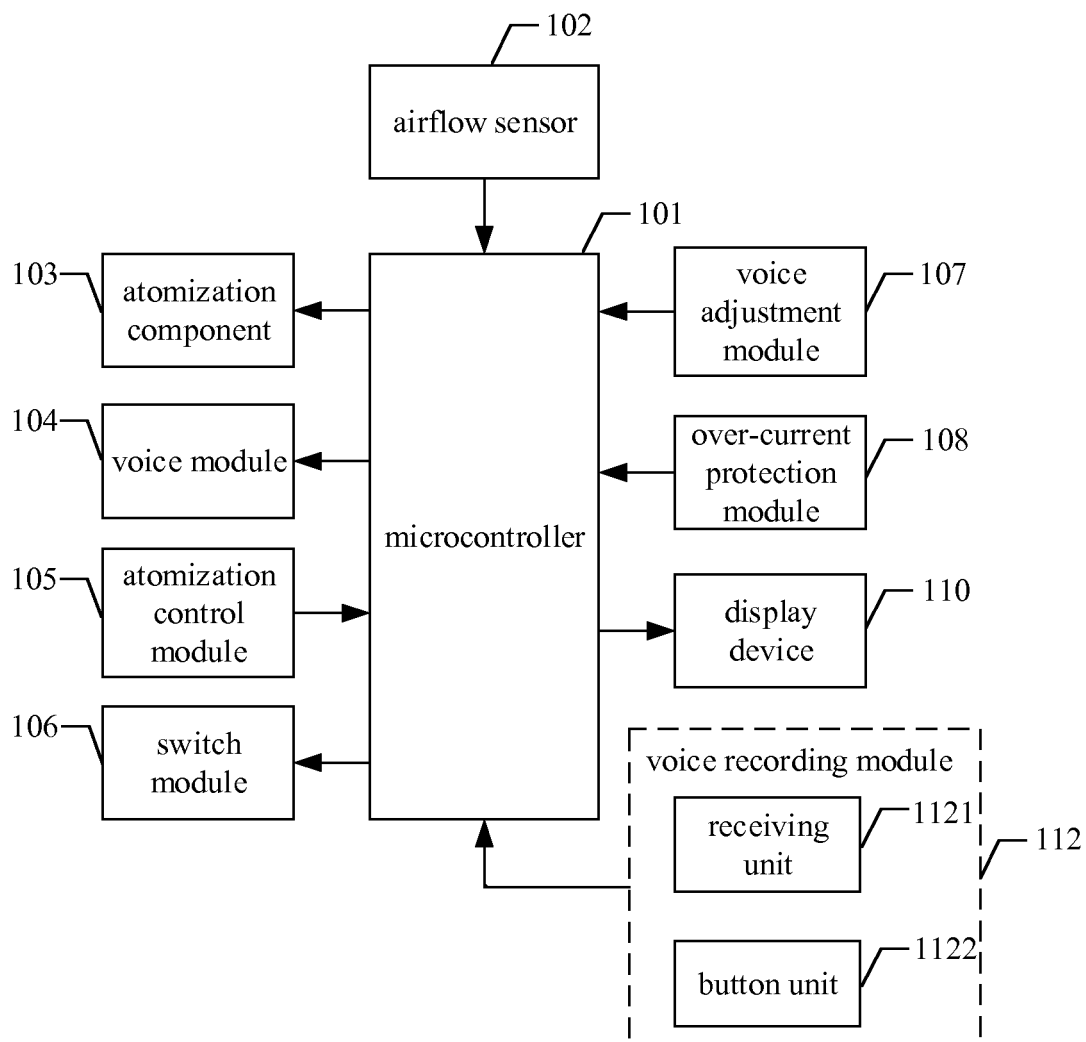 102
airflow sensor
101
103
atomization
component
voice
adjustment
module
107
104
voice module
over-current
protection
module
108
microcontroller
105
atomization
control
module
display
device
110
106
switch
module
voice recording module
receiving
unit
1121
112
button unit
1122